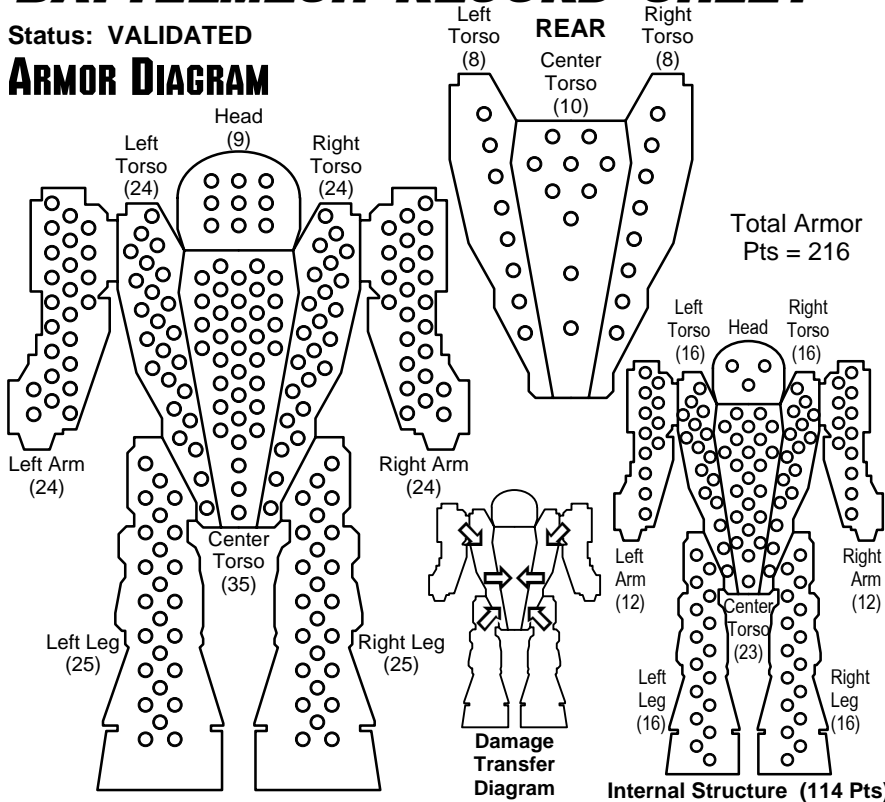 BATTLEMECH RECORD SHEET
Status: VALIDATED
ARMOR DIAGRAM
REAR
Left
Torso
(8)
Center
Torso
(10)
Right
Torso
(8)
Head
(9)
Left
Torso
(24)
Right
Torso
(24)
Total Armor
Pts = 216
Left Arm
(24)
Right Arm
(24)
Center
Torso
(35)
Left Leg
(25)
Right Leg
(25)
Left
Torso
(16)
Head
Right
Torso
(16)
Left
Arm
(12)
Right
Arm
(12)
Center
Torso
(23)
Left
Leg
(16)
Right
Leg
(16)
Damage
Transfer
Diagram
Internal Structure (114 Pts)